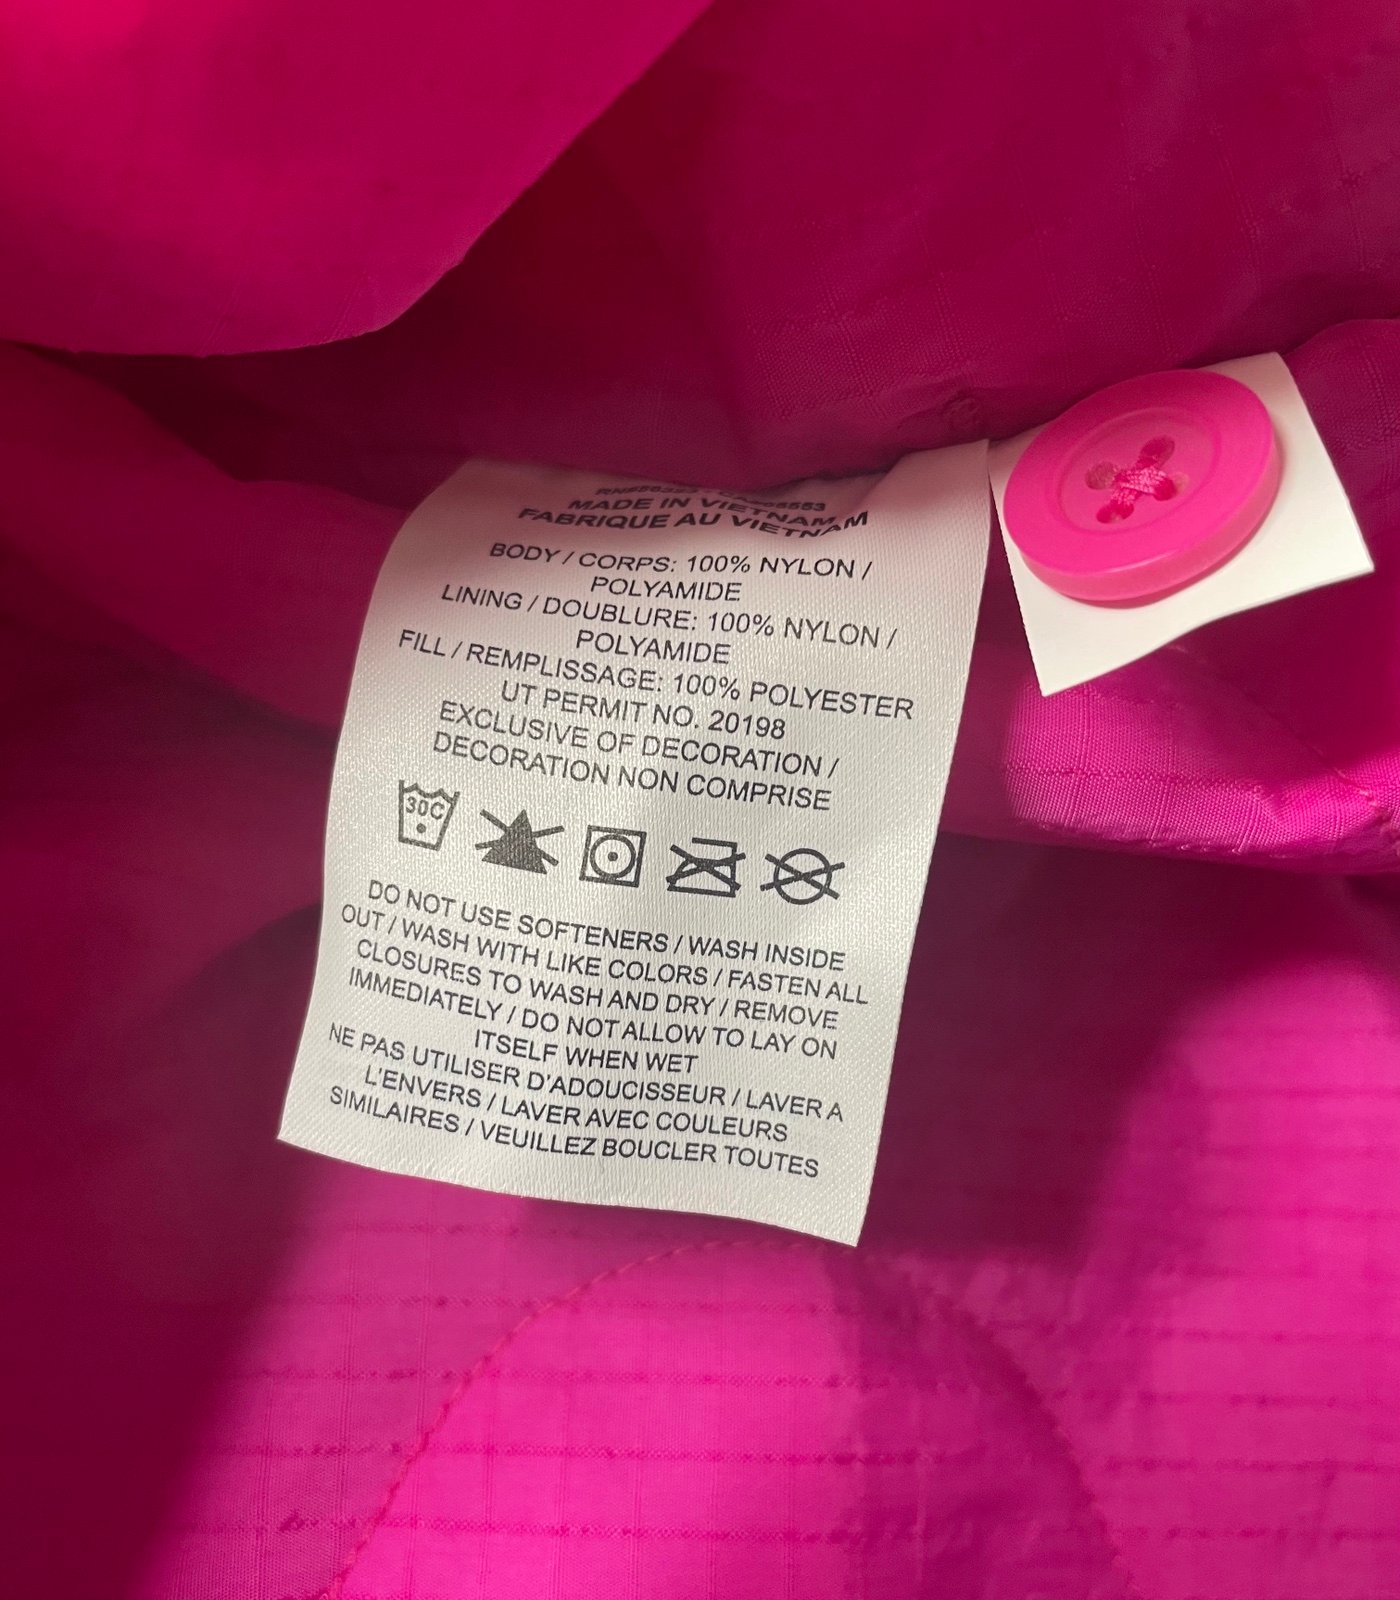 MADE IN VIETNAM
FABRIQUE AU VIETNAM
BODY / CORPS: 100% NYLON /
POLYAMIDE
LINING / DOUBLURE: 100% NYLON /
POLYAMIDE
FILL / REMPLISSAGE: 100% POLYESTER
UT PERMIT NO. 20198
EXCLUSIVE OF DECORATION /
DECORATION NON COMPRISE
30C
DO NOT USE SOFTENERS / WASH INSIDE
OUT / WASH WITH LIKE COLORS / FASTEN ALL
CLOSURES TO WASH AND DRY / REMOVE
IMMEDIATELY / DO NOT ALLOW TO LAY ON
ITSELF WHEN WET
NE PAS UTILISER D'ADOUCISSEUR / LAVER A
L'ENVERS / LAVER AVEC COULEURS
SIMILAIRES / VEUILLEZ BOUCLER TOUTES